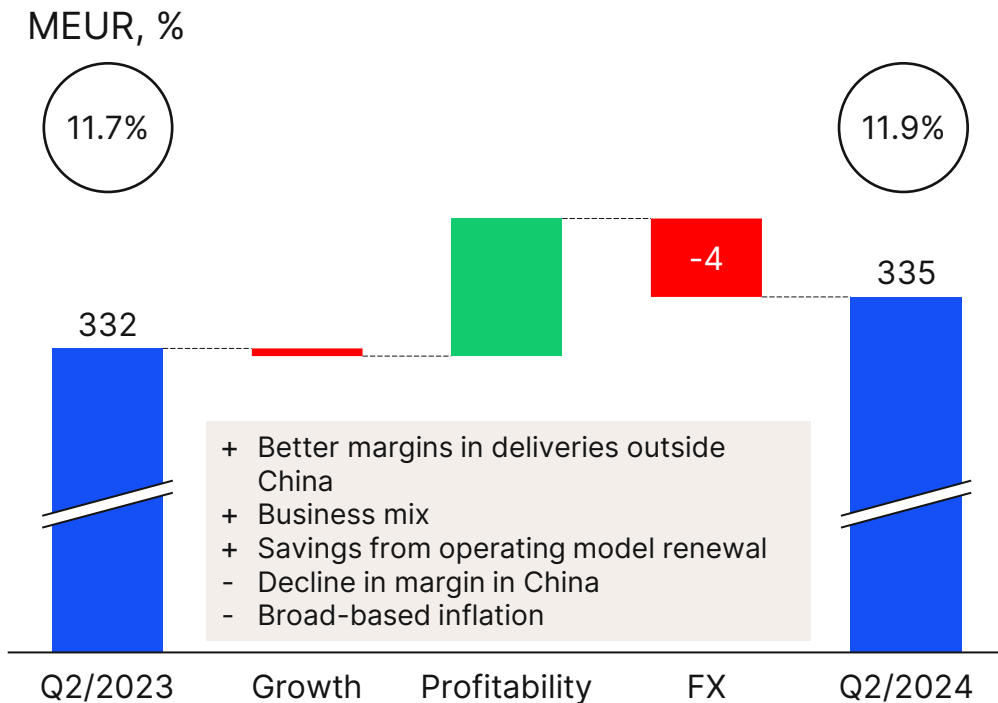 MEUR, %
11.7%
11.9%
-4
335
332
+ Better margins in deliveries outside
China
+ Business mix
+ Savings from operating model renewal
- Decline in margin in China
- Broad-based inflation
Q2/2023 Growth Profitability FX Q2/2024